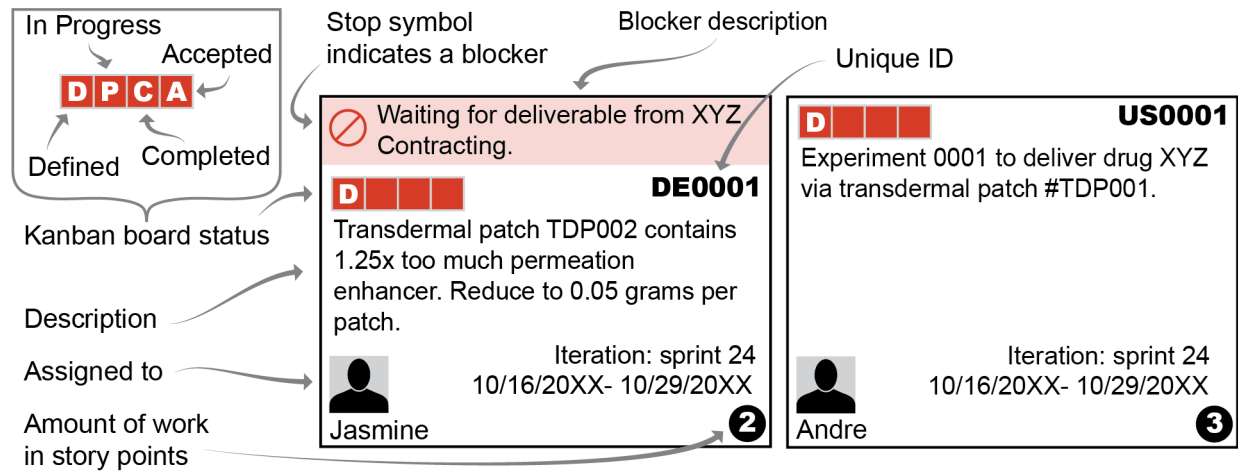 In Progress
Accepted
D P C A
Defined
Completed
Kanban board status
Description
Assigned to
Amount of work
in story points
Stop symbol
indicates a blocker
Blocker description
Unique ID
Waiting for deliverable from XYZ
Contracting.
D
DE0001
Transdermal patch TDP002 contains
1.25x too much permeation
enhancer. Reduce to 0.05 grams per
patch.
Iteration: sprint 24
10/16/20XX- 10/29/20XX
Jasmine
2
D
US0001
Experiment 0001 to deliver drug XYZ
via transdermal patch #TDP001.
Iteration: sprint 24
10/16/20XX- 10/29/20XX
Andre
3